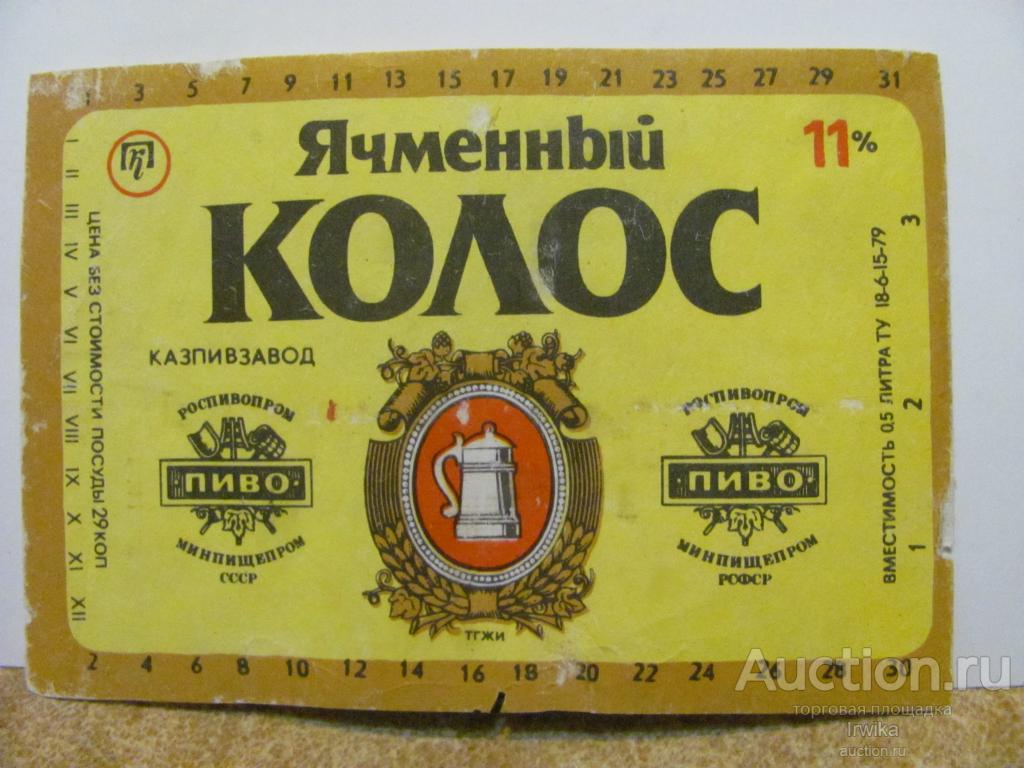 1 3 5 7 9 11 13 15 17 19 21 23 25 27 29 31
Ячменный
КОЛОС
11%
КАЗПИВЗАВОД
РОСПИВОПРОМ
ПИВО
МИНПИЩЕПРОМ
СССР
РОСПИВОПРОМ
ПИВО
МИНПИЩЕПРОМ
РСФСР
ТГЖИ
I II III IV V VI VII VIII IX X XI XII
ЦЕНА БЕЗ СТОИМОСТИ ПОСУДЫ 29 КОП
ВМЕСТИМОСТЬ 0,5 ЛИТРА ТУ 18-6-15-79
1 2 3
2 4 6 8 10 12 14 16 18 20 22 24 26 28 30
Auction.ru
торговая площадка
Irwika
auction.ru